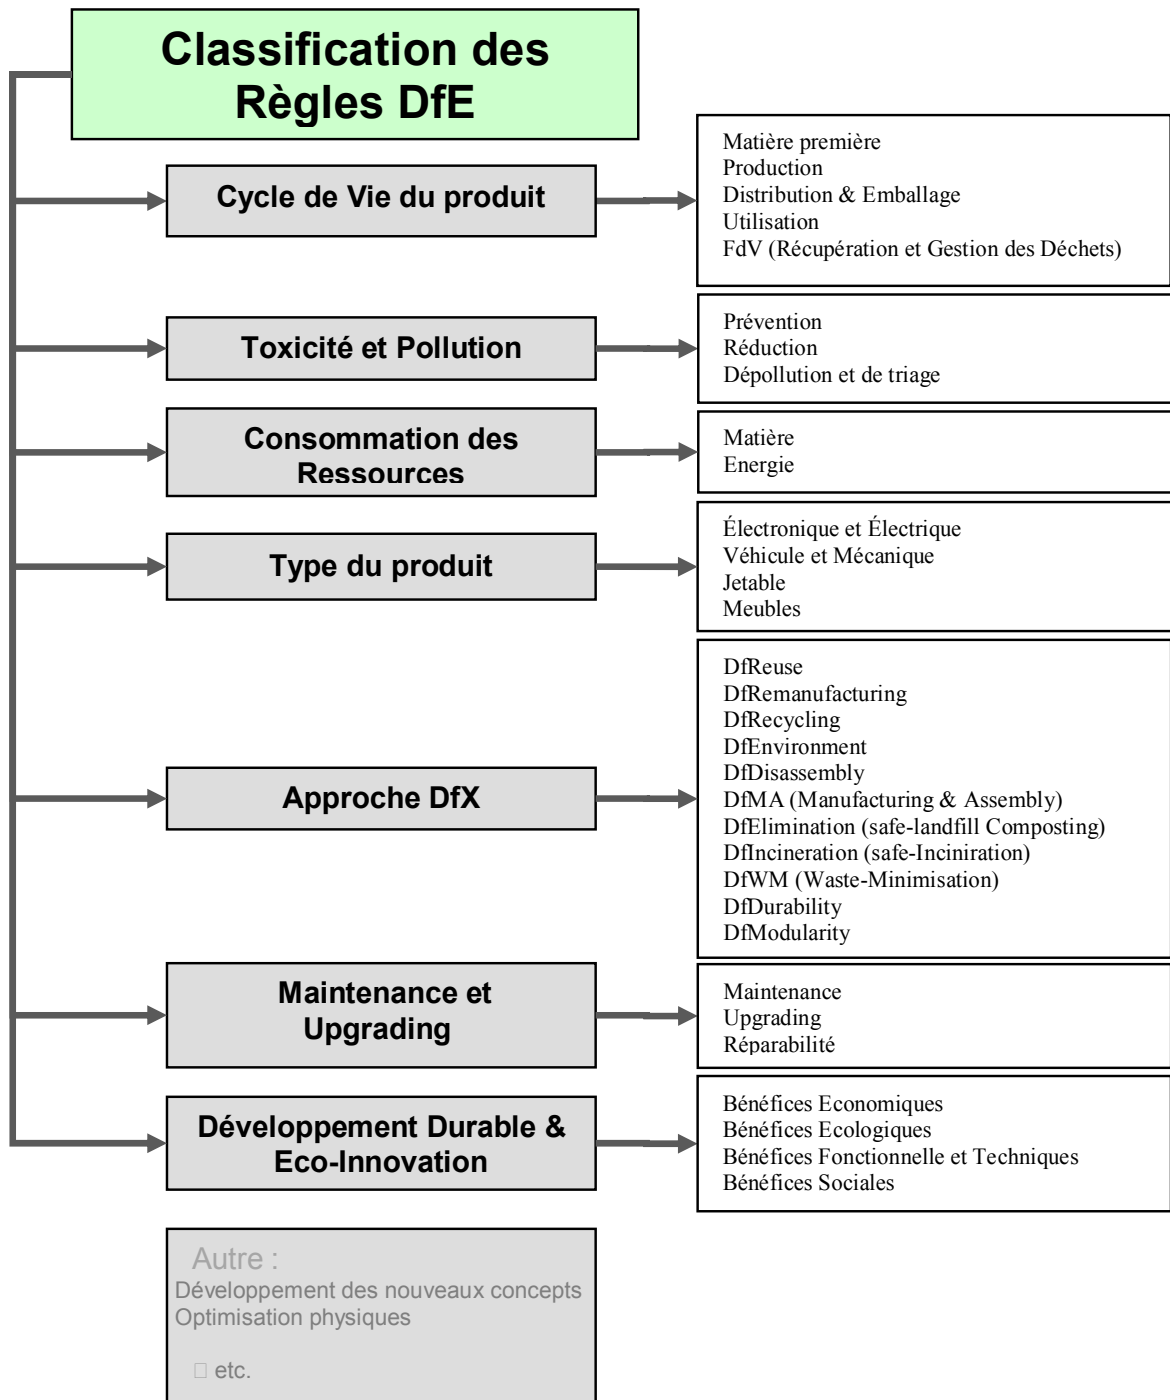 Classification des
Règles DfE
Cycle de Vie du produit
Matière première
Production
Distribution & Emballage
Utilisation
FdV (Récupération et Gestion des Déchets)
Toxicité et Pollution
Prévention
Réduction
Dépollution et de triage
Consommation des
Ressources
Matière
Energie
Type du produit
Électronique et Électrique
Véhicule et Mécanique
Jetable
Meubles
Approche DfX
DfReuse
DfRemanufacturing
DfRecycling
DfEnvironment
DfDisassembly
DfMA (Manufacturing & Assembly)
DfElimination (safe-landfill Composting)
DfIncineration (safe-Inciniration)
DfWM (Waste-Minimisation)
DfDurability
DfModularity
Maintenance et
Upgrading
Maintenance
Upgrading
Réparabilité
Développement Durable &
Eco-Innovation
Bénéfices Economiques
Bénéfices Ecologiques
Bénéfices Fonctionnelle et Techniques
Bénéfices Sociales
Autre :
Développement des nouveaux concepts
Optimisation physiques
□ etc.